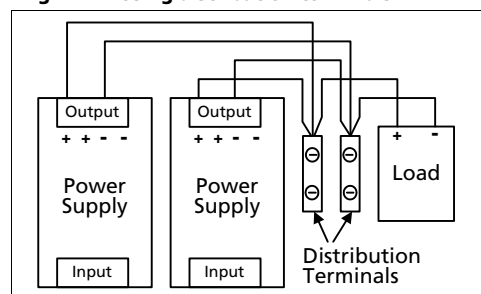 Output
+ + - -
Power
Supply
Input
Output
+ + - -
Power
Supply
Input
+ -
Load
Distribution
Terminals